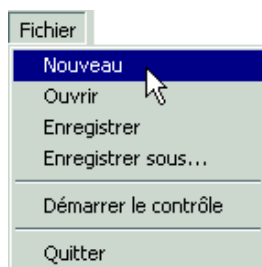 Fichier
Nouveau
Ouvrir
Enregistrer
Enregistrer sous...
Démarrer le contrôle
Quitter